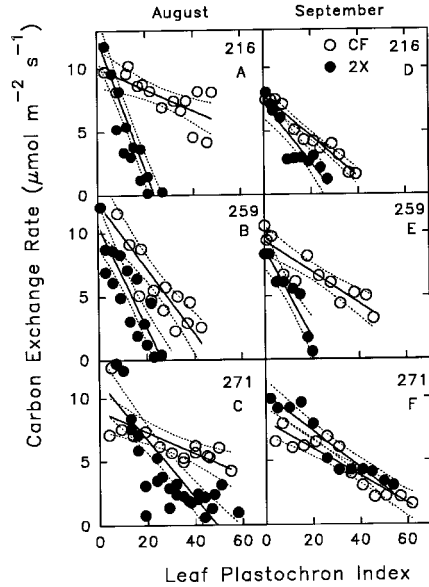 August
September
216
○ CF
216
● 2X
A
D
10
5
0
259
259
B
E
10
5
0
271
271
C
F
10
5
0
0 20 40 60
0 20 40 60
Carbon Exchange Rate (μmol m⁻² s⁻¹)
Leaf Plastochron Index